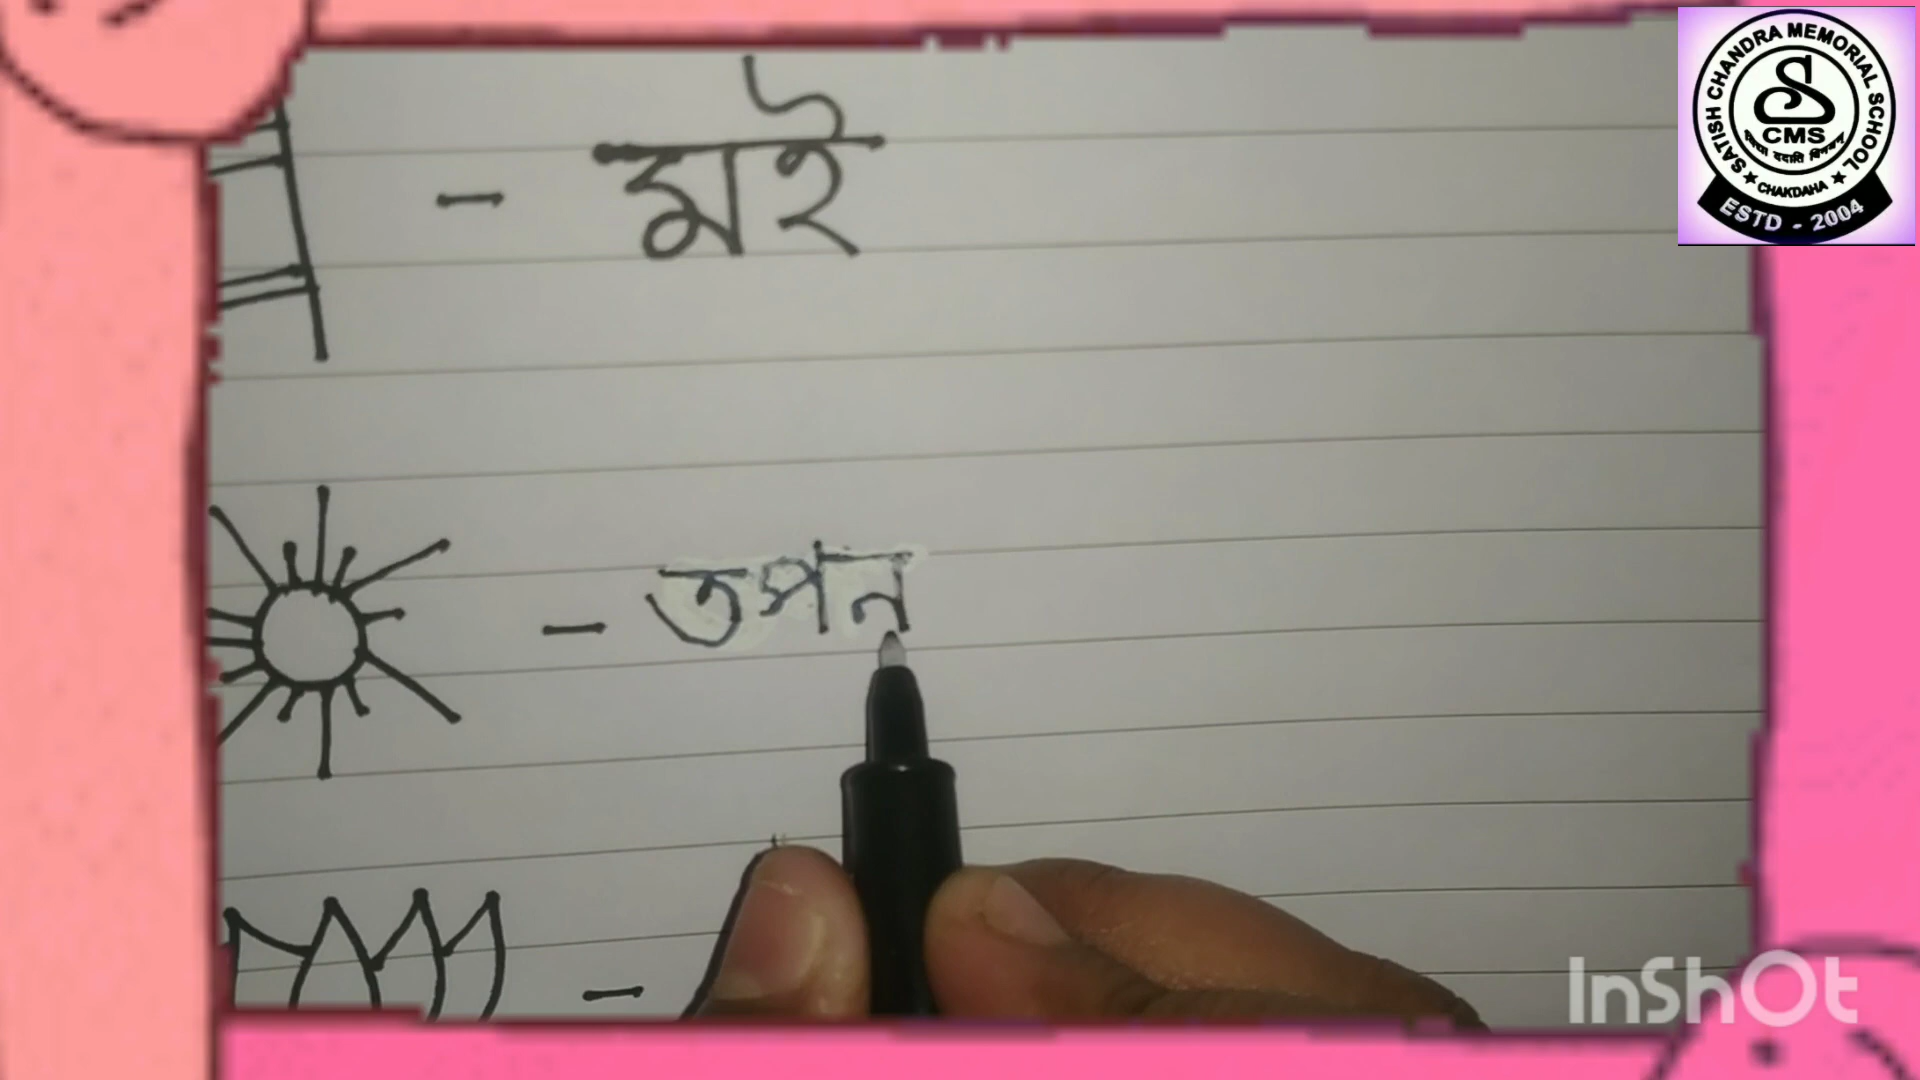 - মই
- তপন
-
SATISH CHANDRA MEMORIAL SCHOOL
S
CMS
★ CHAKDAHA ★
ESTD - 2004
InShOt